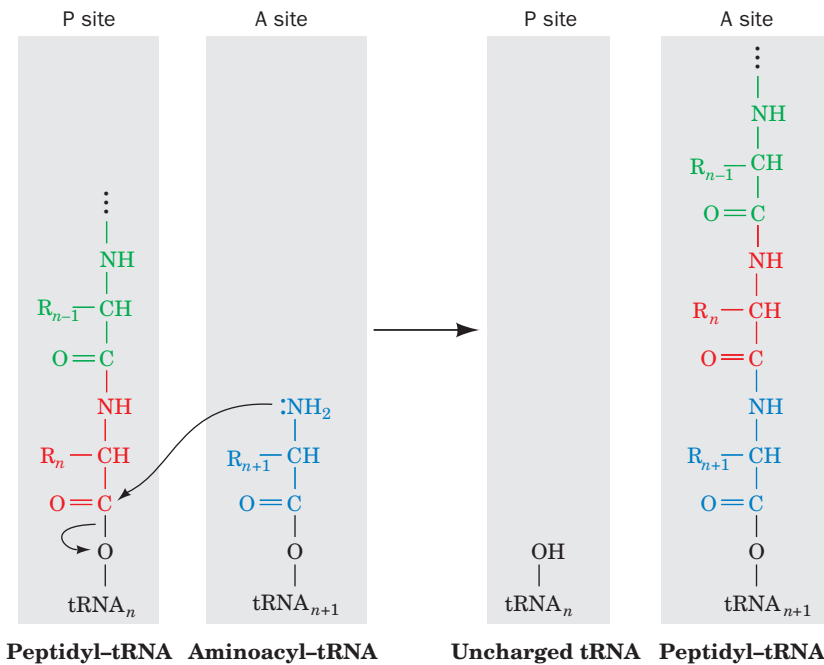 P site
A site
P site
A site
⋮
NH
R_{n−1}—CH
O=C
NH
R_n—CH
O=C
O
tRNA_n
Peptidyl–tRNA
:NH₂
R_{n+1}—CH
O=C
O
tRNA_{n+1}
Aminoacyl–tRNA
OH
tRNA_n
Uncharged tRNA
⋮
NH
R_{n−1}—CH
O=C
NH
R_n—CH
O=C
NH
R_{n+1}—CH
O=C
O
tRNA_{n+1}
Peptidyl–tRNA